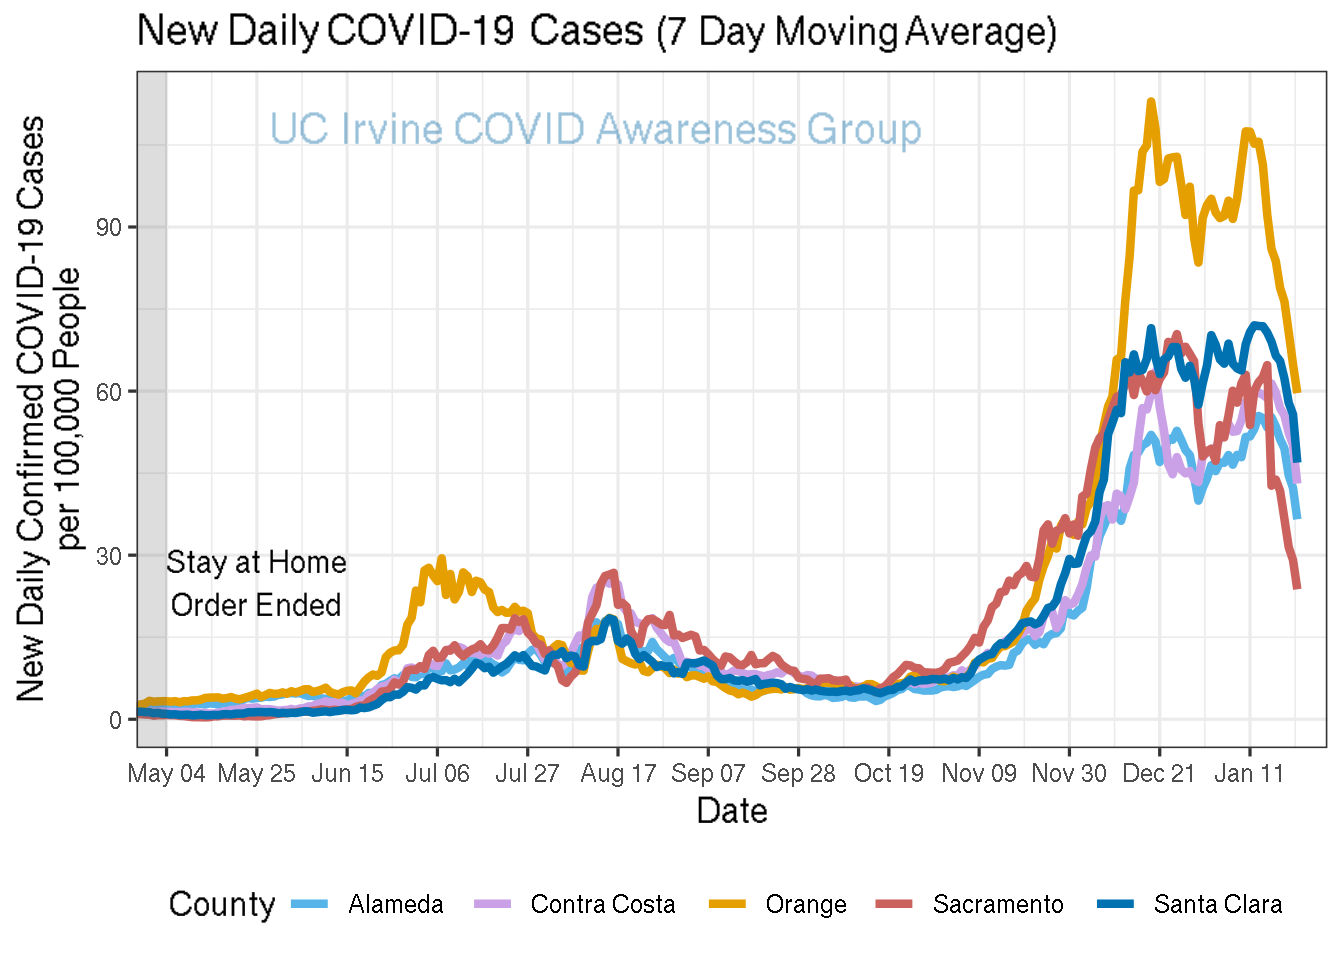 New Daily COVID-19 Cases (7 Day Moving Average)
UC Irvine COVID Awareness Group
New Daily Confirmed COVID-19 Cases
per 100,000 People
90
60
30
0
Stay at Home
Order Ended
May 04 May 25 Jun 15 Jul 06 Jul 27 Aug 17 Sep 07 Sep 28 Oct 19 Nov 09 Nov 30 Dec 21 Jan 11
Date
County Alameda Contra Costa Orange Sacramento Santa Clara